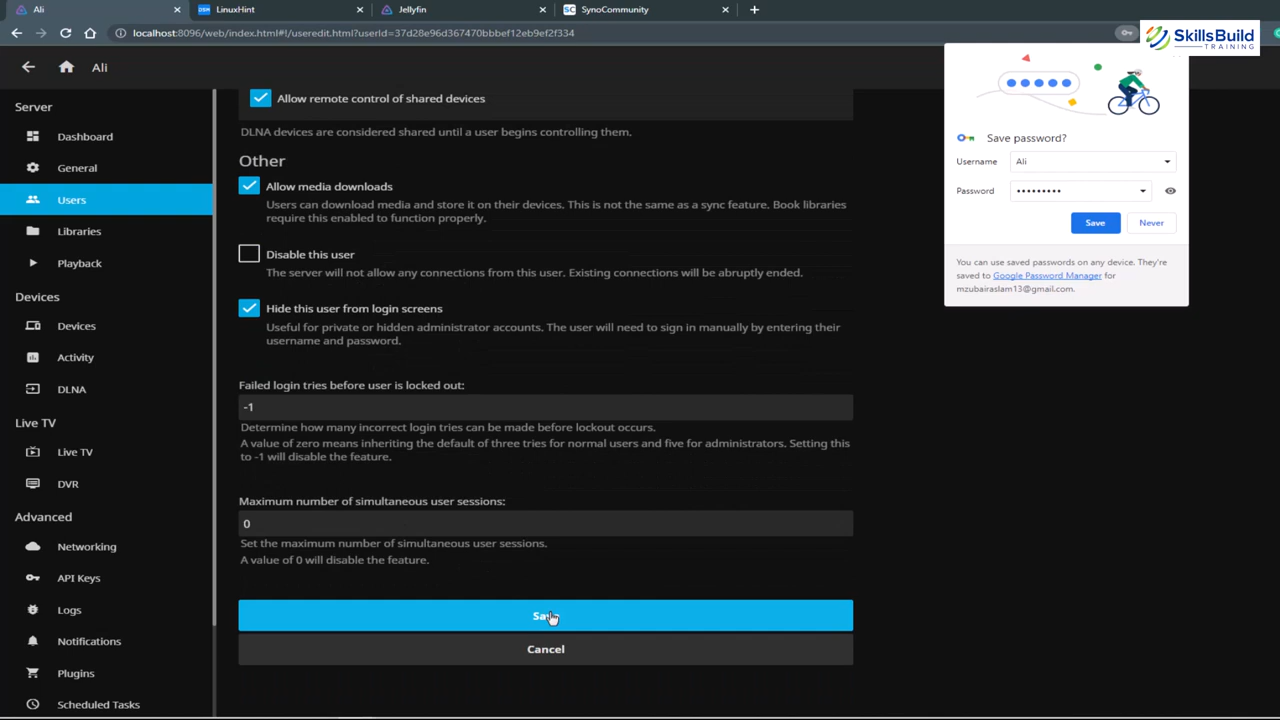 Ali
LinuxHint
Jellyfin
SynoCommunity
localhost:8096/web/index.html#!/useredit.html?userId=37d28e96d367470bbbef12eb9ef2f334
SkillsBuild
TRAINING
Ali
Server
Dashboard
General
Users
Libraries
Playback
Devices
Devices
Activity
DLNA
Live TV
Live TV
DVR
Advanced
Networking
API Keys
Logs
Notifications
Plugins
Scheduled Tasks
Allow remote control of shared devices
DLNA devices are considered shared until a user begins controlling them.
Other
Allow media downloads
Users can download media and store it on their devices. This is not the same as a sync feature. Book libraries
require this enabled to function properly.
Disable this user
The server will not allow any connections from this user. Existing connections will be abruptly ended.
Hide this user from login screens
Useful for private or hidden administrator accounts. The user will need to sign in manually by entering their
username and password.
Failed login tries before user is locked out:
-1
Determine how many incorrect login tries can be made before lockout occurs.
A value of zero means inheriting the default of three tries for normal users and five for administrators. Setting this
to -1 will disable the feature.
Maximum number of simultaneous user sessions:
0
Set the maximum number of simultaneous user sessions.
A value of 0 will disable the feature.
Save
Cancel
Save password?
Username Ali
Password •••••••••
Save Never
You can use saved passwords on any device. They're
saved to Google Password Manager for
mzubairaslam13@gmail.com.